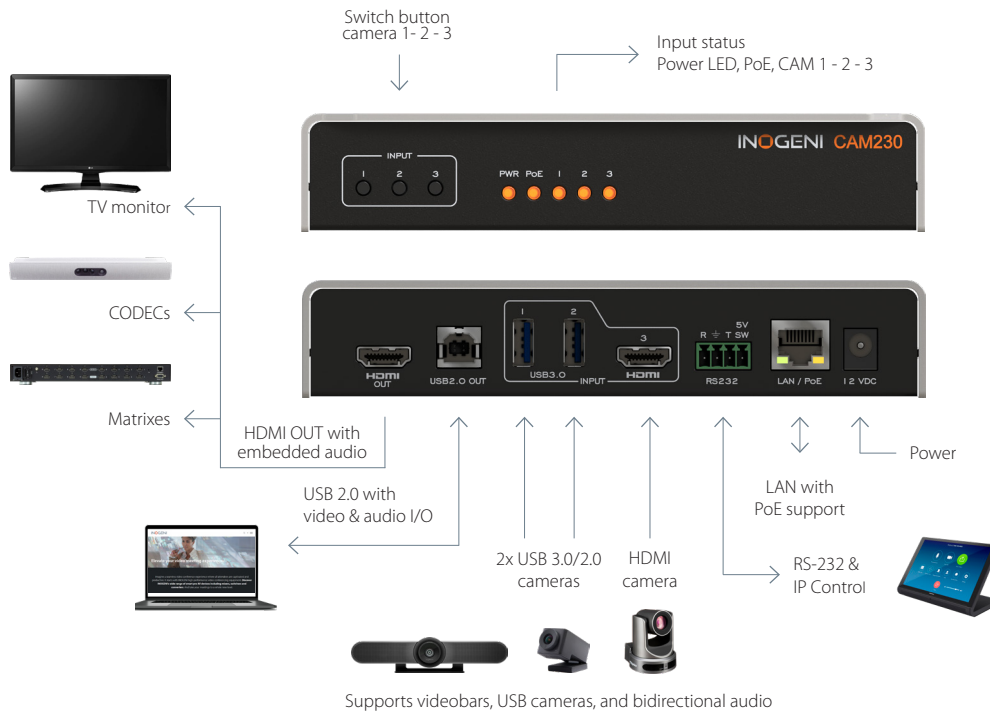 Switch button
camera 1- 2 - 3
Input status
Power LED, PoE, CAM 1 - 2 - 3
INOGENI CAM230
INPUT
1 2 3
PWR PoE 1 2 3
TV monitor
CODECs
Matrixes
1 2
3
5V
R T SW
HDMI
OUT
USB2.0 OUT
USB3.0
INPUT
HDMI
RS232
LAN / PoE
12 VDC
HDMI OUT with
embedded audio
Power
USB 2.0 with
video & audio I/O
LAN with
PoE support
2x USB 3.0/2.0
cameras
HDMI
camera
RS-232 &
IP Control
INOGENI
Supports videobars, USB cameras, and bidirectional audio